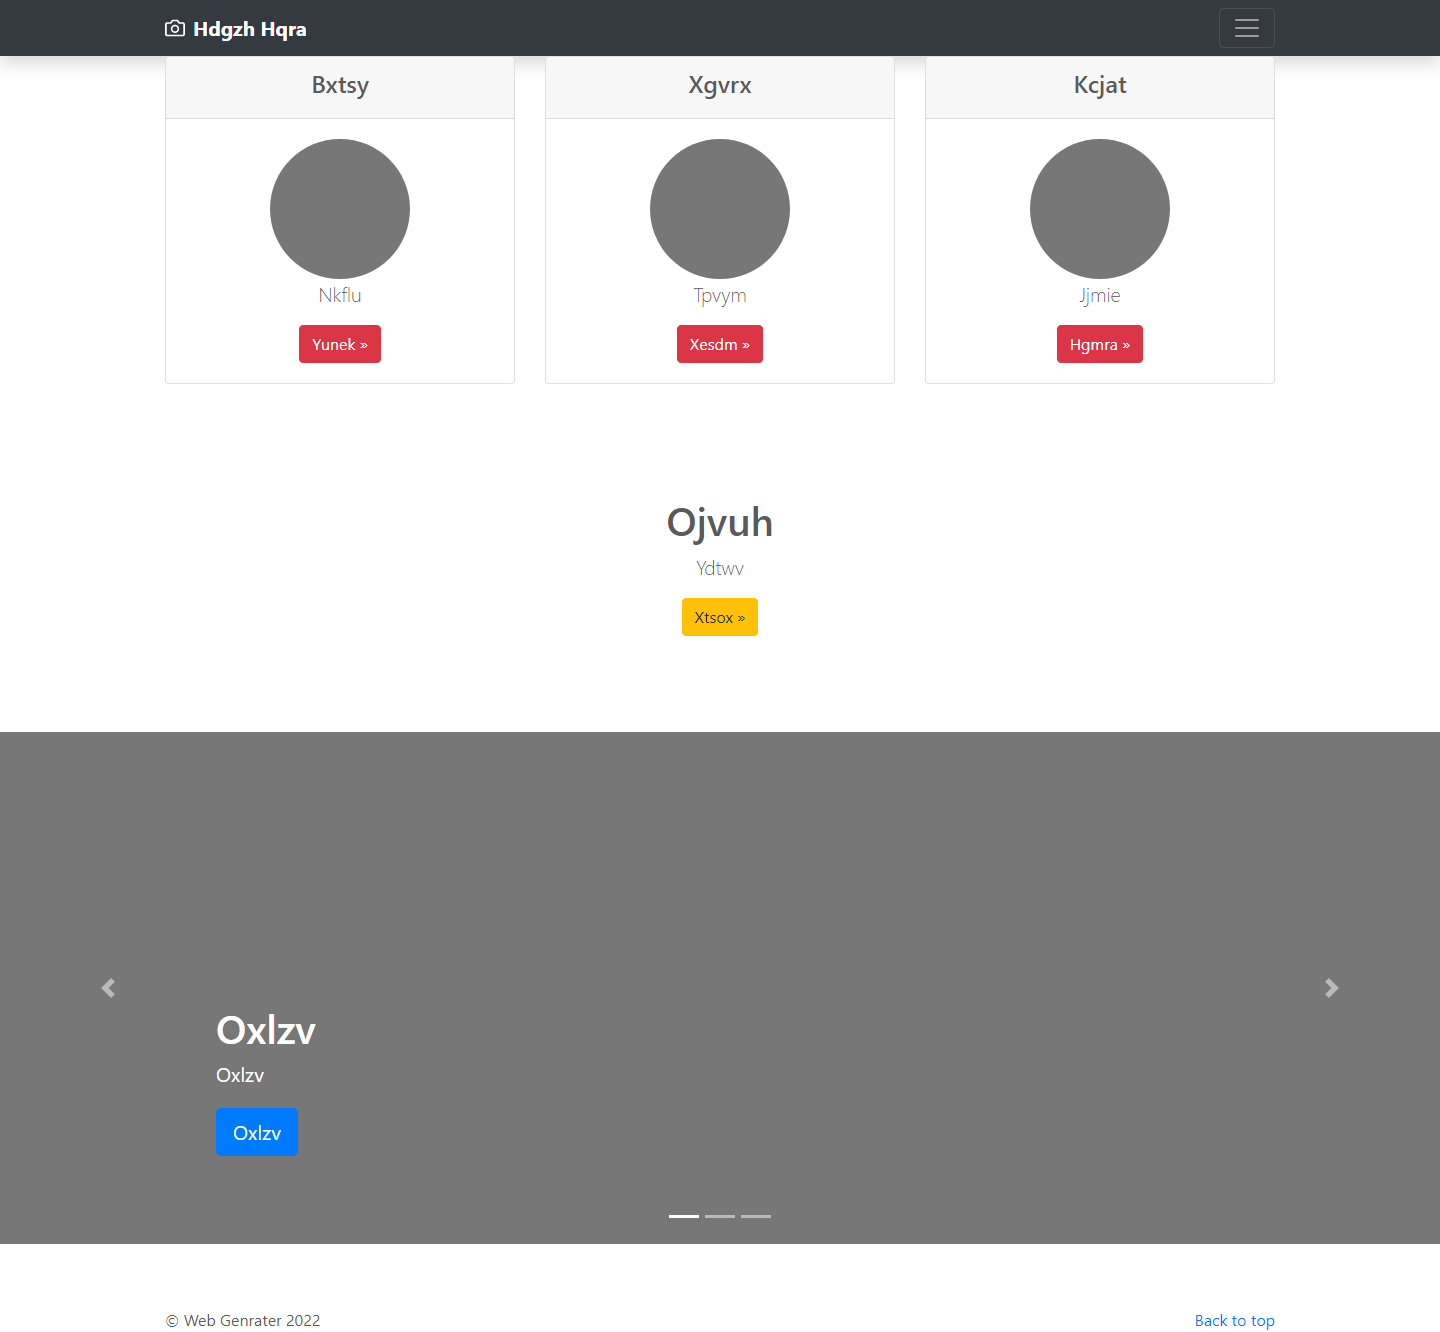 Hdgzh Hqra
Bxtsy
Nkflu
Yunek »
Xgvrx
Tpvym
Xesdm »
Kcjat
Jjmie
Hgmra »
Ojvuh
Ydtwv
Xtsox »
Oxlzv
Oxlzv
Oxlzv
© Web Genrater 2022
Back to top